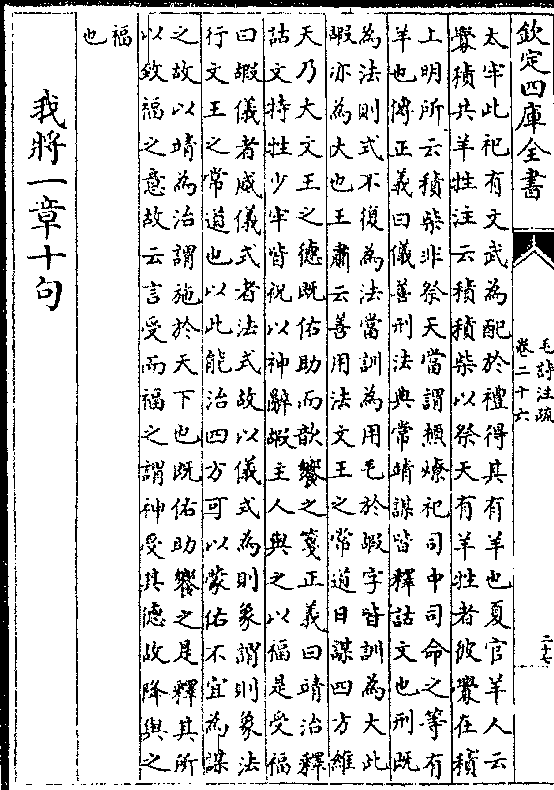 欽定四庫全書
毛詩注疏
卷二十六
二十七
太牢此祀有文武為配於禮得其有羊也夏官羊人云
釁積共羊牲注云積積柴以祭天有羊牲者彼釁在積
上明所云積柴非祭天當謂槱燎祀司中司命之等有
羊也傳正義曰儀善刑法典常靖謀皆釋詁文也刑既
為法則式不復為法當訓為用毛於嘏字皆訓為大此
嘏亦為大也王肅云善用法文王之常道日謀四方維
天乃大文王之德既佑助而歆饗之箋正義曰靖治釋
詁文特牲少牢皆祝以神辭嘏主人與之以福是受福
曰嘏儀者威儀式者法式故以儀式為則象謂則象法
行文王之常道也以此能治四方可以蒙佑不宜為謀
之故以靖為治謂施於天下也既佑助饗之是釋其所
以致福之意故云言受而福之謂神受其德故降與之
福
也
我將一章十句